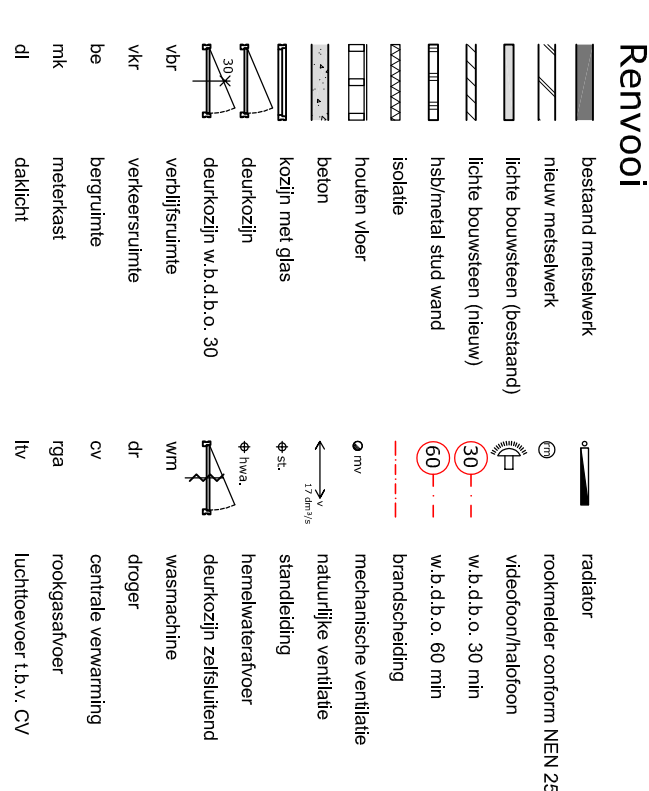 Renvooi
bestaand metselwerk
nieuw metselwerk
lichte bouwsteen (bestaand)
lichte bouwsteen (nieuw)
hsb/metal stud wand
isolatie
houten vloer
beton
kozijn met glas
deurkozijn
30 deurkozijn w.b.d.b.o. 30
vbr verblijfsruimte
vkr verkeersruimte
be bergruimte
mk meterkast
dl daklicht
radiator
rm rookmelder conform NEN 25
videofoon/halofoon
30 w.b.d.b.o. 30 min
60 w.b.d.b.o. 60 min
brandscheiding
mv mechanische ventilatie
v 17 dm³/s natuurlijke ventilatie
st. standleiding
hwa. hemelwaterafvoer
deurkozijn zelfsluitend
wm wasmachine
dr droger
cv centrale verwarming
rga rookgasafvoer
ltv luchttoevoer t.b.v. CV